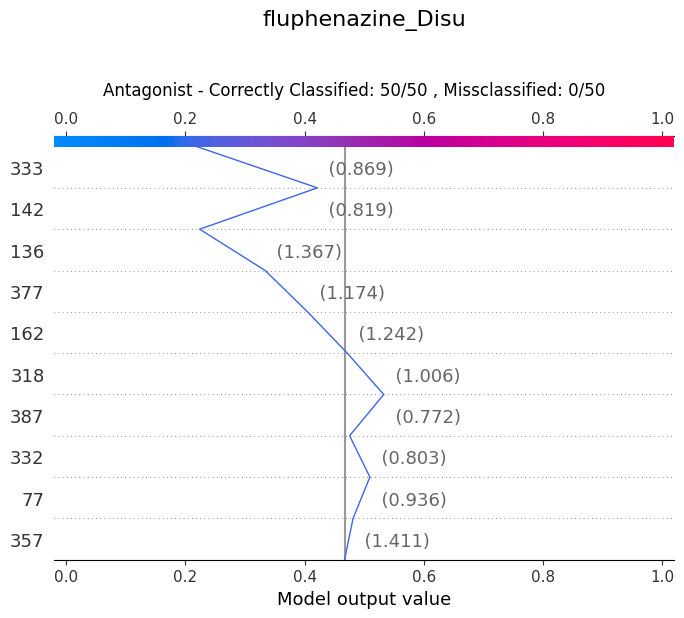 fluphenazine_Disu
Antagonist - Correctly Classified: 50/50 , Missclassified: 0/50
0.0 0.2 0.4 0.6 0.8 1.0
333 (0.869)
142 (0.819)
136 (1.367)
377 (1.174)
162 (1.242)
318 (1.006)
387 (0.772)
332 (0.803)
77 (0.936)
357 (1.411)
0.0 0.2 0.4 0.6 0.8 1.0
Model output value